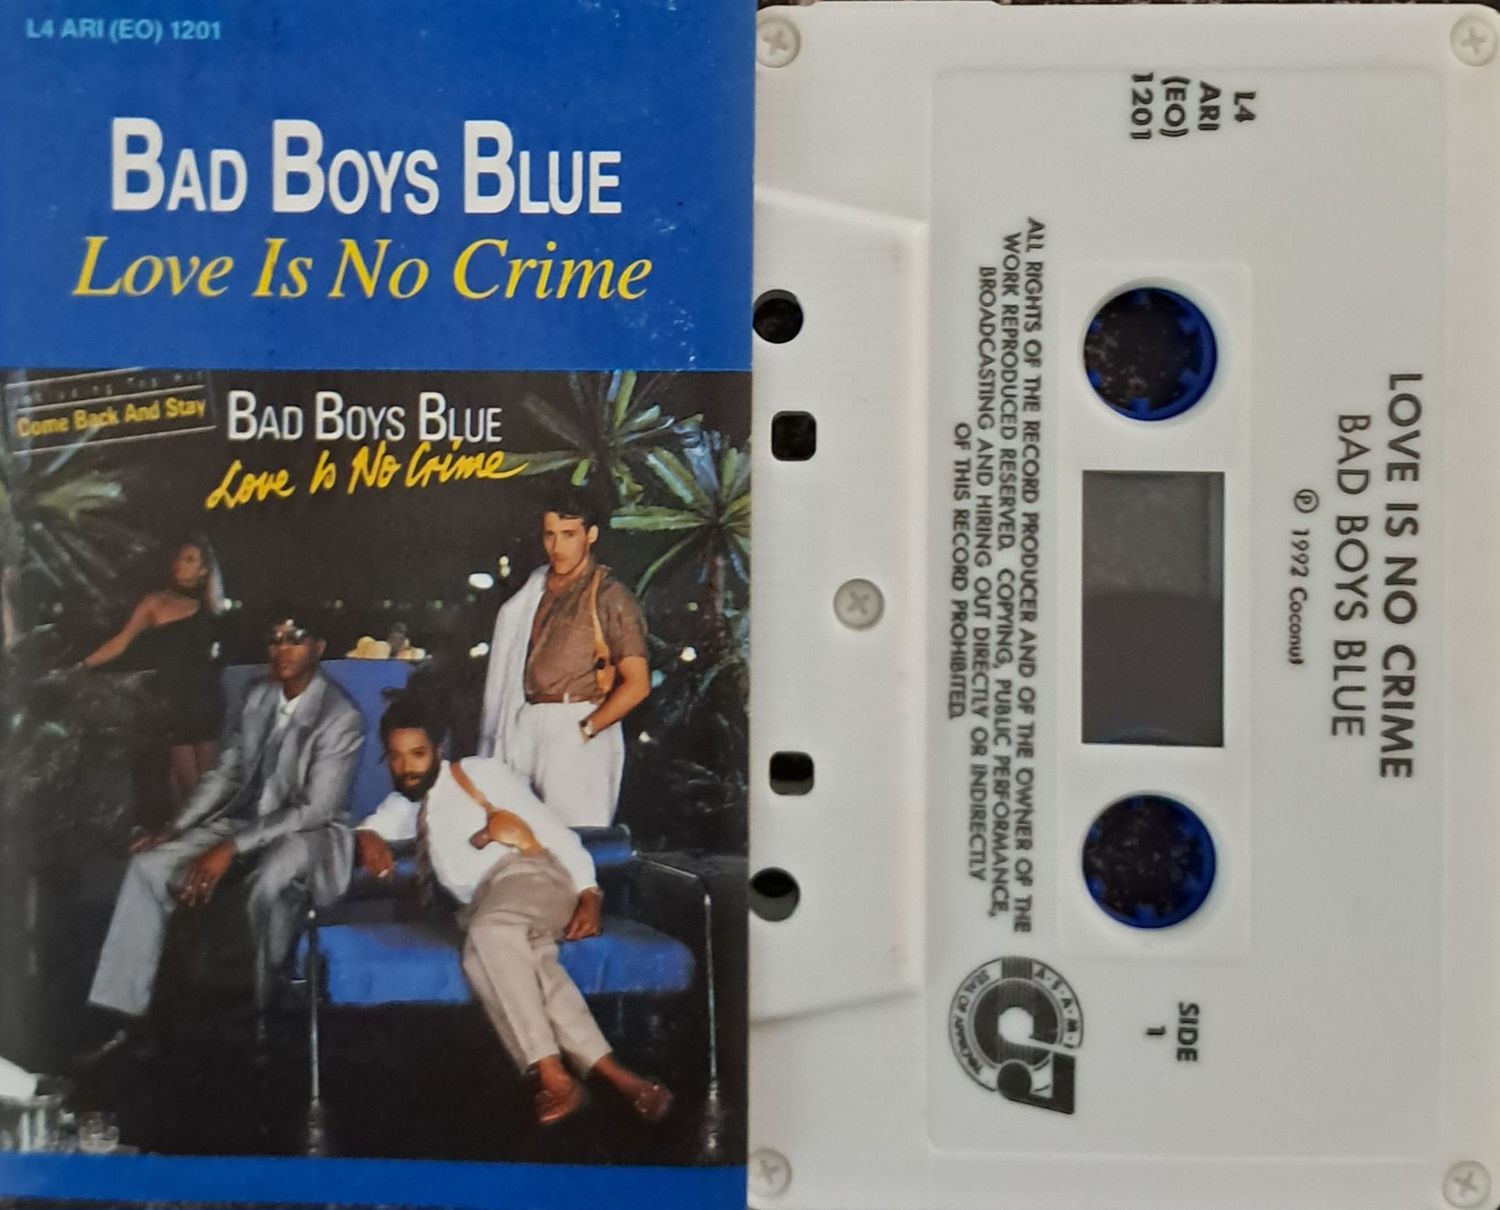 L4 ARI (EO) 1201
BAD BOYS BLUE
Love Is No Crime
Come Back And Stay
BAD BOYS BLUE
Love Is No Crime
LOVE IS NO CRIME
BAD BOYS BLUE
℗ 1992 Coconut
L4
ARI
(EO)
1201
SIDE
1
ALL RIGHTS OF THE RECORD PRODUCER AND OF THE OWNER OF THE
WORK REPRODUCED RESERVED. COPYING, PUBLIC PERFORMANCE,
BROADCASTING AND HIRING OUT DIRECTLY OR INDIRECTLY
OF THIS RECORD PROHIBITED.
A.S.A.M.I
SEAL OF APPROVAL